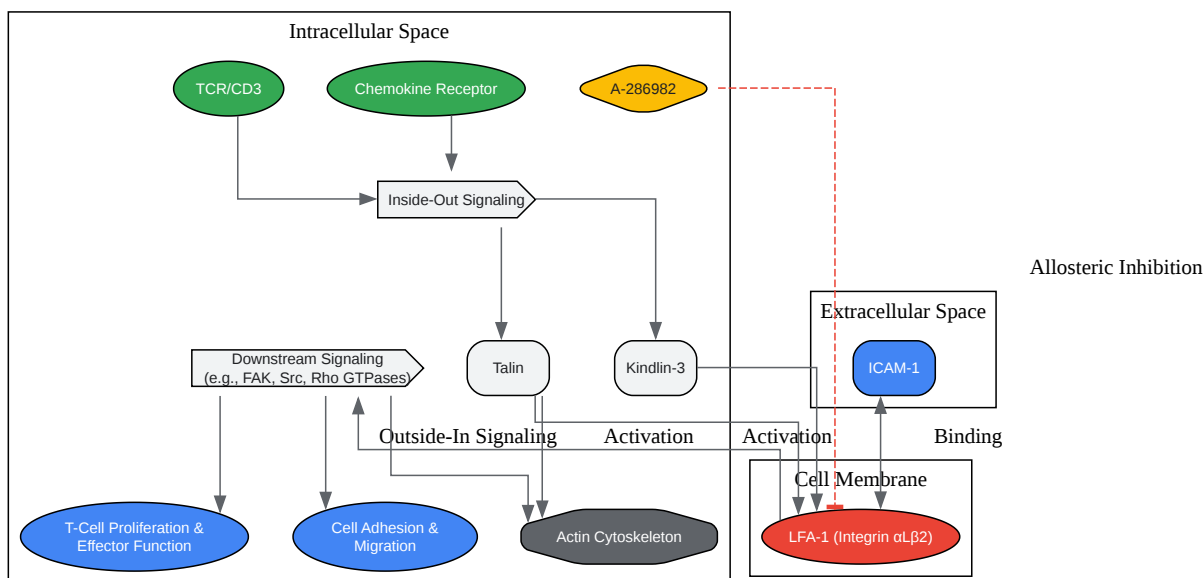 Intracellular Space
TCR/CD3
Chemokine Receptor
A-286982
Inside-Out Signaling
Allosteric Inhibition
Extracellular Space
Downstream Signaling
(e.g., FAK, Src, Rho GTPases)
Talin
Kindlin-3
ICAM-1
Outside-In Signaling
Activation
Activation
Binding
Cell Membrane
T-Cell Proliferation &
Effector Function
Cell Adhesion &
Migration
Actin Cytoskeleton
LFA-1 (Integrin αLβ2)